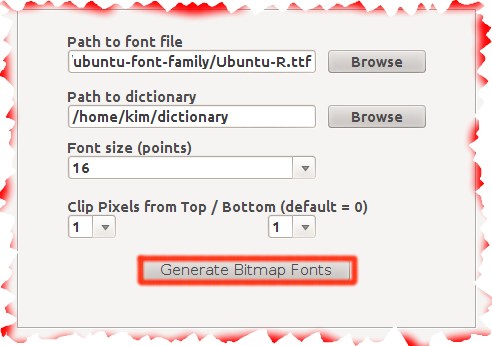 Path to font file
ubuntu-font-family/Ubuntu-R.ttf Browse
Path to dictionary
/home/kim/dictionary Browse
Font size (points)
16
Clip Pixels from Top / Bottom (default = 0)
1 1
Generate Bitmap Fonts